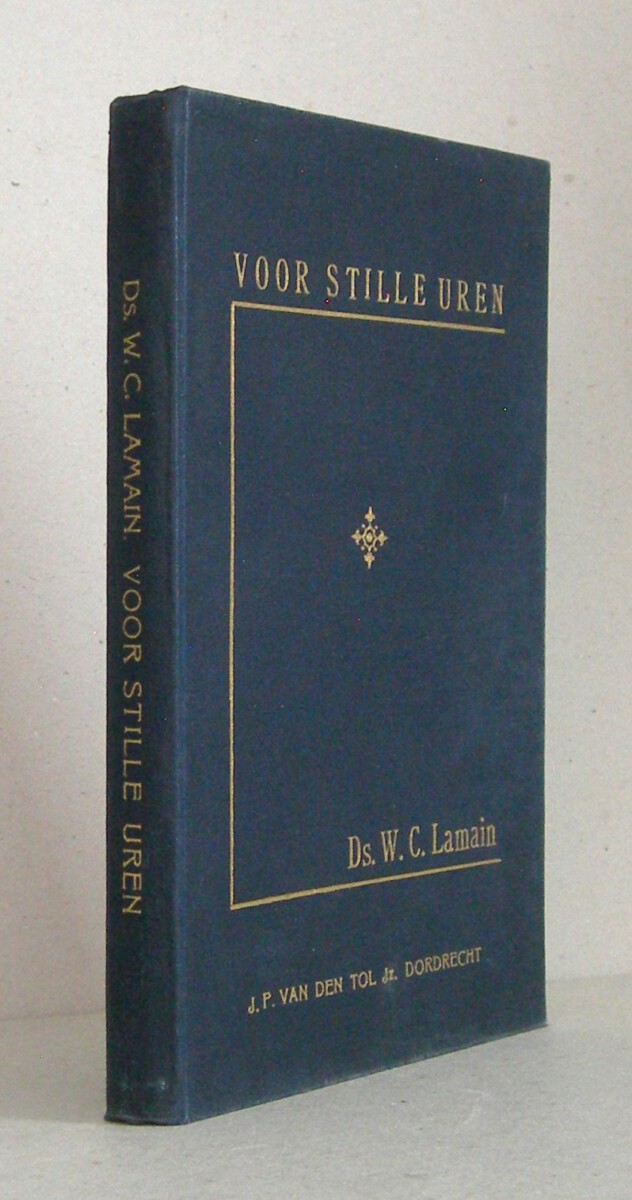 Ds. W. C. LAMAIN. VOOR STILLE UREN
VOOR STILLE UREN
Ds. W. C. Lamain
J. P. VAN DEN TOL Jz. DORDRECHT